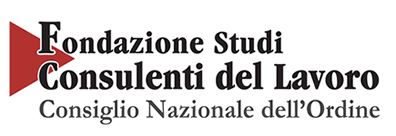 Fondazione Studi
Consulenti del Lavoro
Consiglio Nazionale dell'Ordine